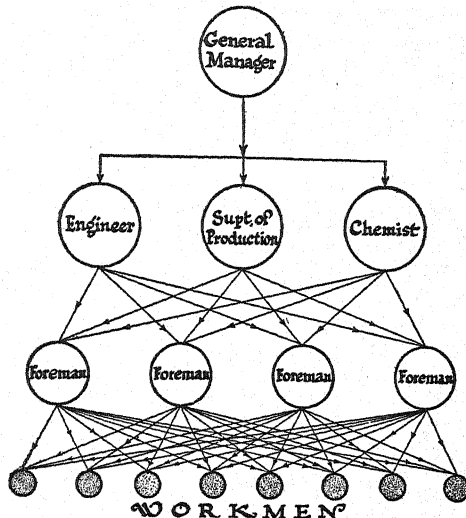 General
Manager
Engineer
Supt. of
Production
Chemist
Foreman
Foreman
Foreman
Foreman
WORKMEN